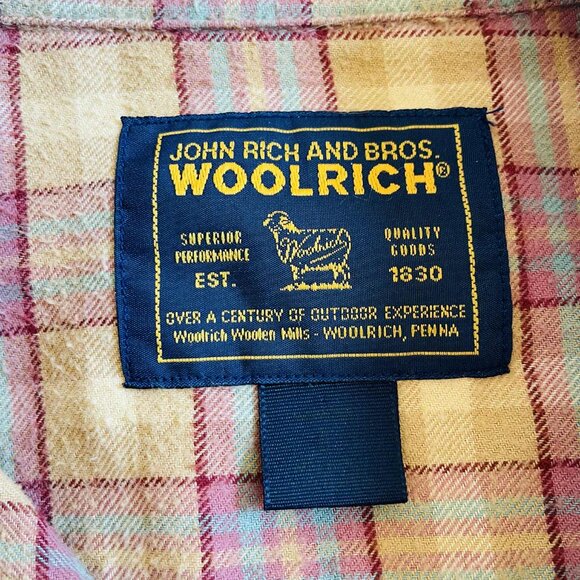 JOHN RICH AND BROS.
WOOLRICH®
SUPERIOR
PERFORMANCE
EST.
Woolrich
QUALITY
GOODS
1830
OVER A CENTURY OF OUTDOOR EXPERIENCE
Woolrich Woolen Mills - WOOLRICH, PENNA